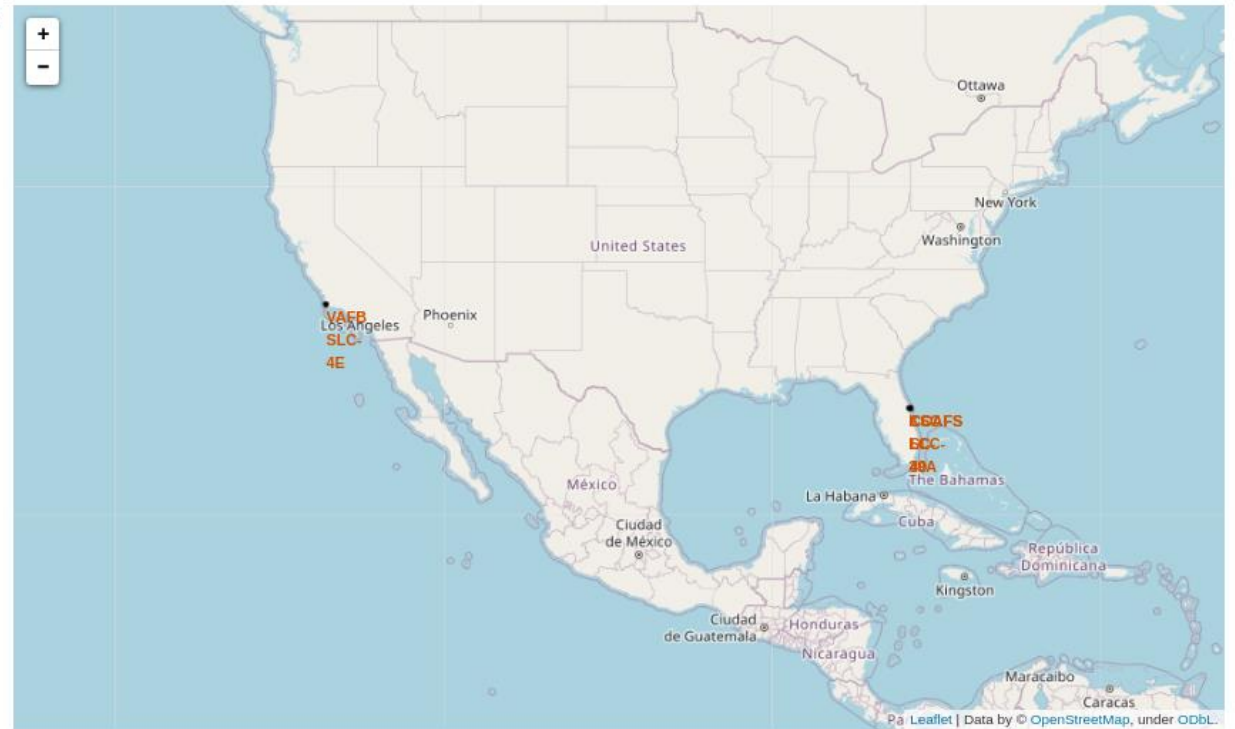 +
−
Ottawa
New York
Washington
United States
Phoenix
Los Angeles
VAFB
SLC-
4E
The Bahamas
La Habana
Cuba
México
Ciudad
de México
República
Dominicana
Kingston
Ciudad
de Guatemala
Honduras
Nicaragua
Maracaibo
Caracas
Pa
Leaflet | Data by © OpenStreetMap, under ODbL.